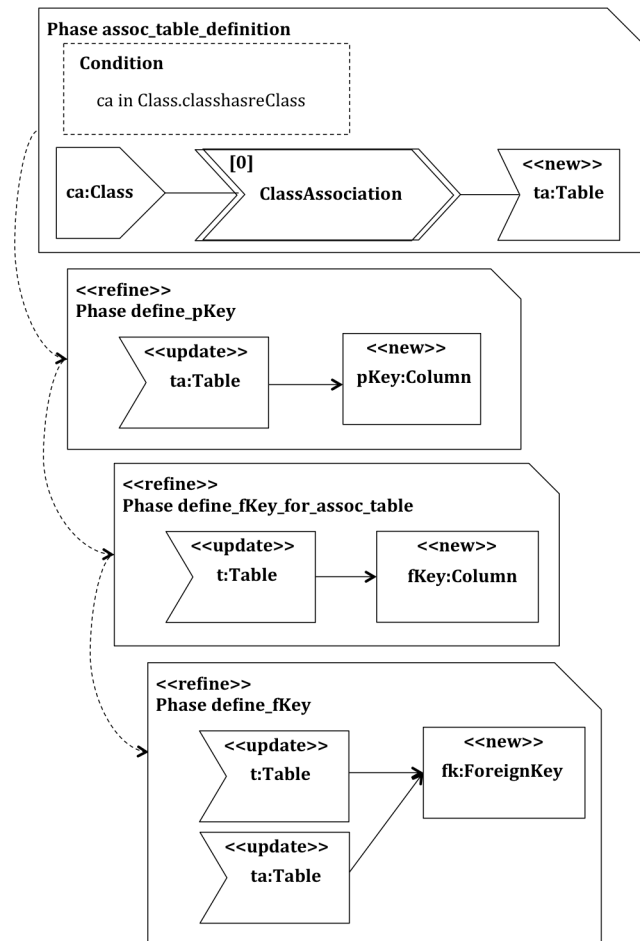 Phase assoc_table_definition
Condition
ca in Class.classhasreClass
[0]
<<new>>
ca:Class
ClassAssociation
ta:Table
<<refine>>
Phase define_pKey
<<update>>
<<new>>
ta:Table
pKey:Column
<<refine>>
Phase define_fKey_for_assoc_table
<<update>>
<<new>>
t:Table
fKey:Column
<<refine>>
Phase define_fKey
<<update>>
<<new>>
t:Table
fk:ForeignKey
<<update>>
ta:Table